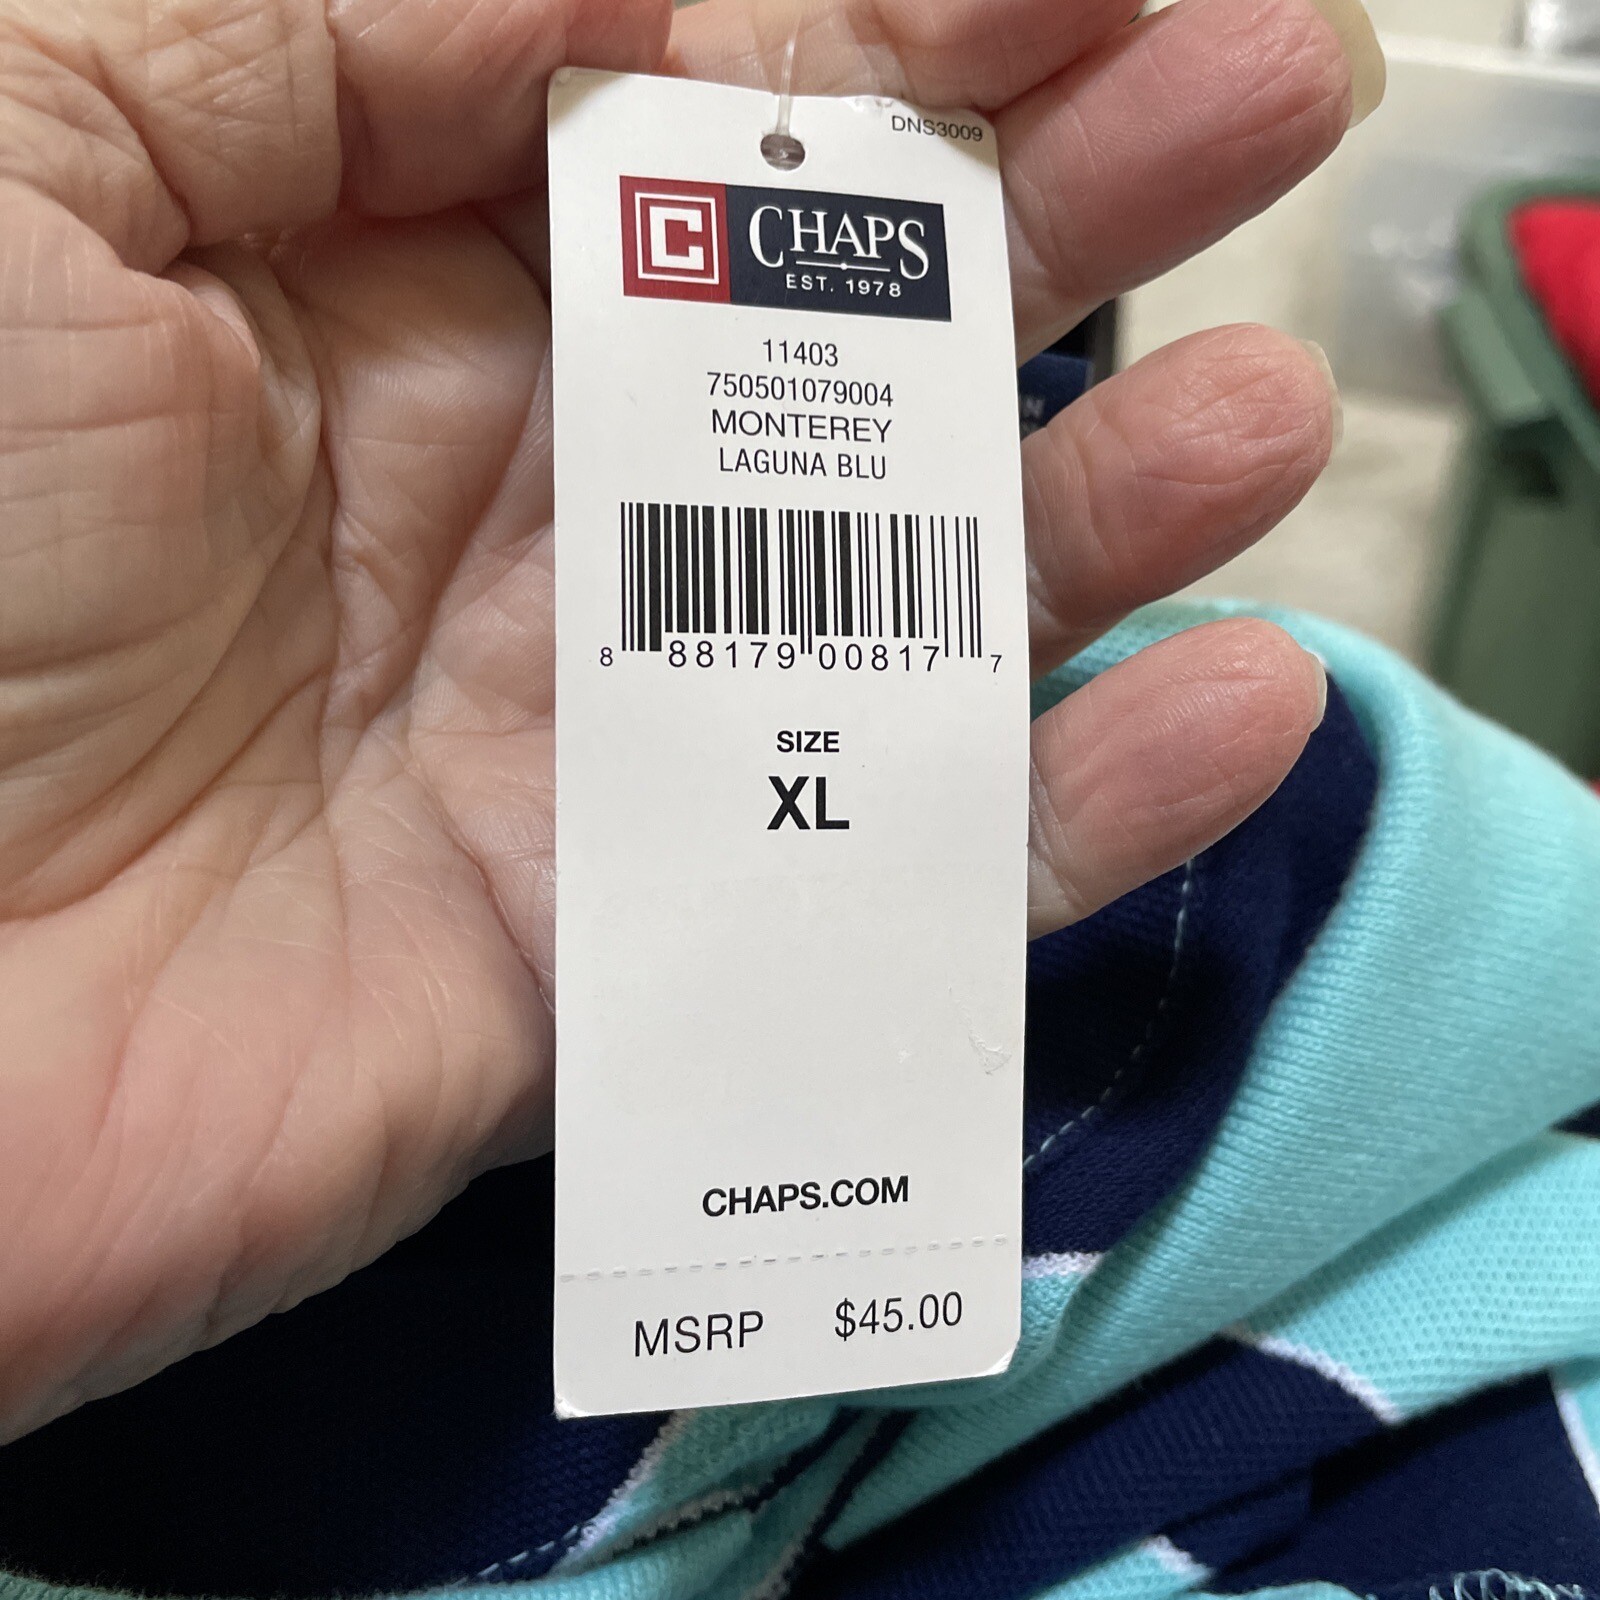 DNS3009
C CHAPS
EST. 1978
11403
750501079004
MONTEREY
LAGUNA BLU
8 88179 00817 7
SIZE
XL
CHAPS.COM
MSRP $45.00